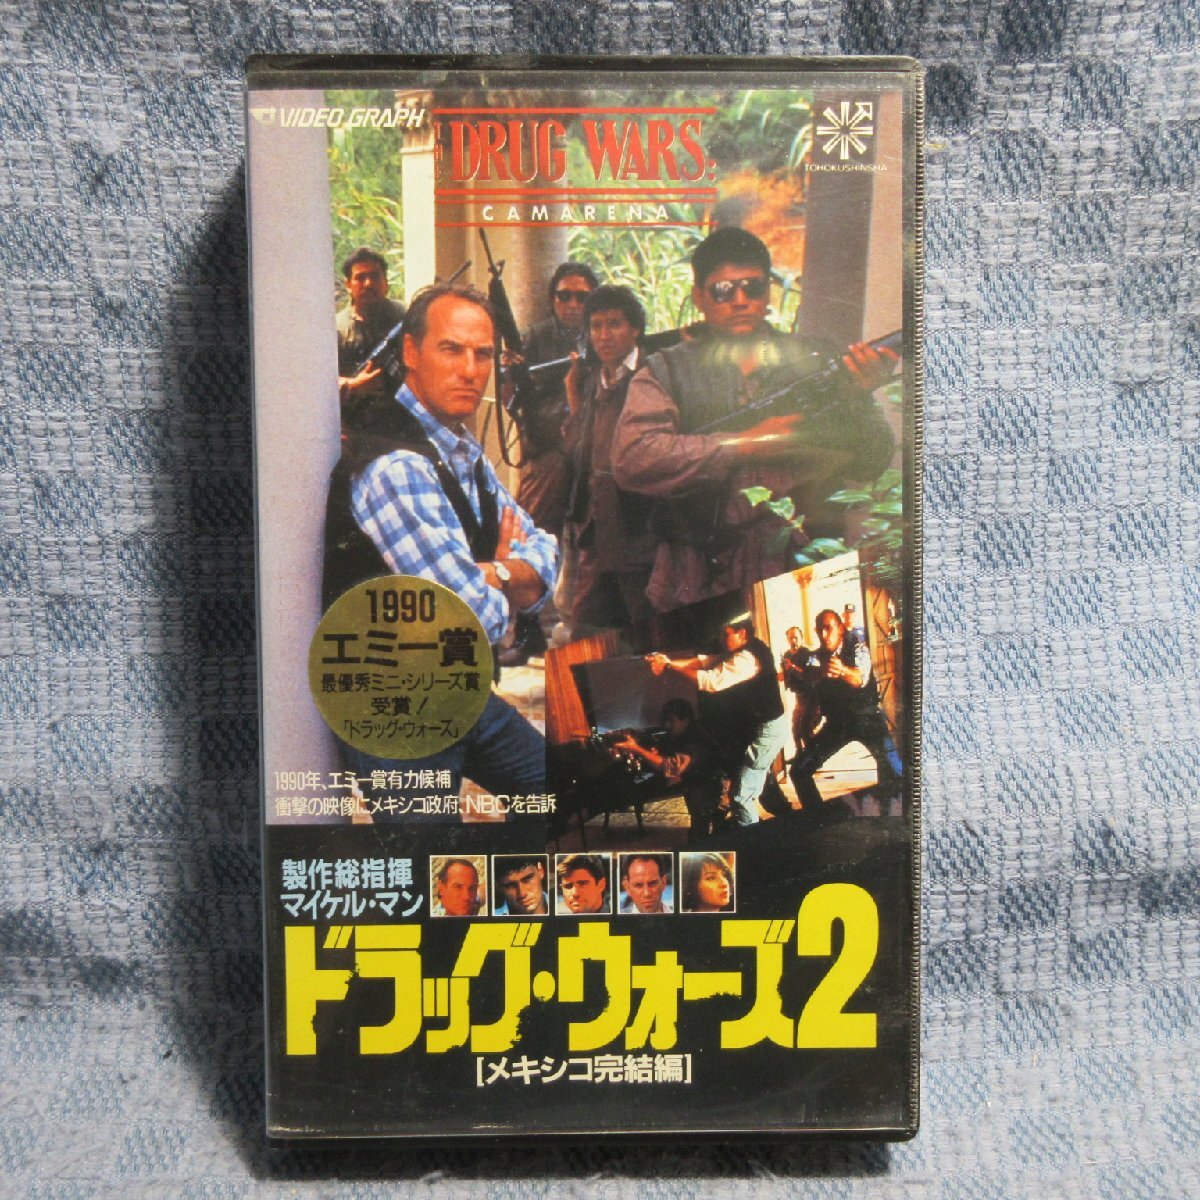 VIDEO GRAPH
DRUG WARS:
CAMARENA
TOHOKUSHINSHA
1990
エミー賞
最優秀ミニ・シリーズ賞
受賞!
「ドラッグ・ウォーズ」
1990年、エミー賞有力候補
衝撃の映像にメキシコ政府、NBCを告訴
製作総指揮
マイケル・マン
ドラッグ・ウォーズ2
[メキシコ完結編]